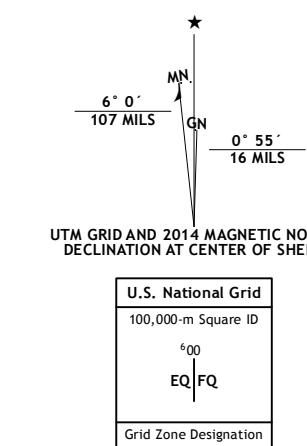 ★
MN
6° 0´
107 MILS
GN
0° 55´
16 MILS
UTM GRID AND 2014 MAGNETIC NO
DECLINATION AT CENTER OF SHE
U.S. National Grid
100,000-m Square ID
⁶00
EQ FQ
Grid Zone Designation